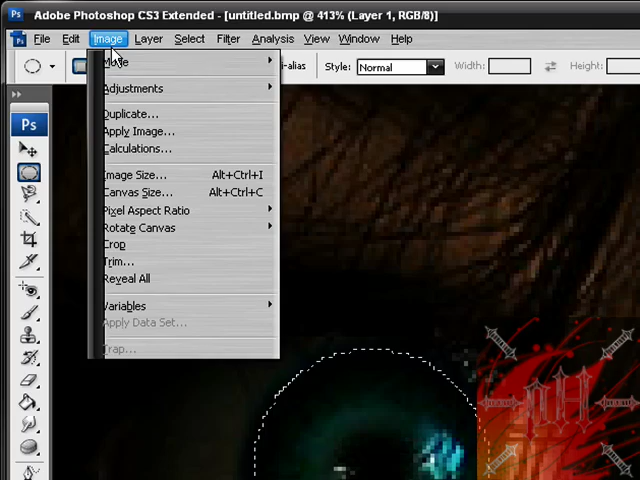 Adobe Photoshop CS3 Extended - [untitled.bmp @ 413% (Layer 1, RGB/8)]
File Edit Image Layer Select Filter Analysis View Window Help
i-alias Style: Normal Width: Height:
Mode
Adjustments
Duplicate...
Apply Image...
Calculations...
Image Size... Alt+Ctrl+I
Canvas Size... Alt+Ctrl+C
Pixel Aspect Ratio
Rotate Canvas
Crop
Trim...
Reveal All
Variables
Apply Data Set...
Trap...
Ps
Ps